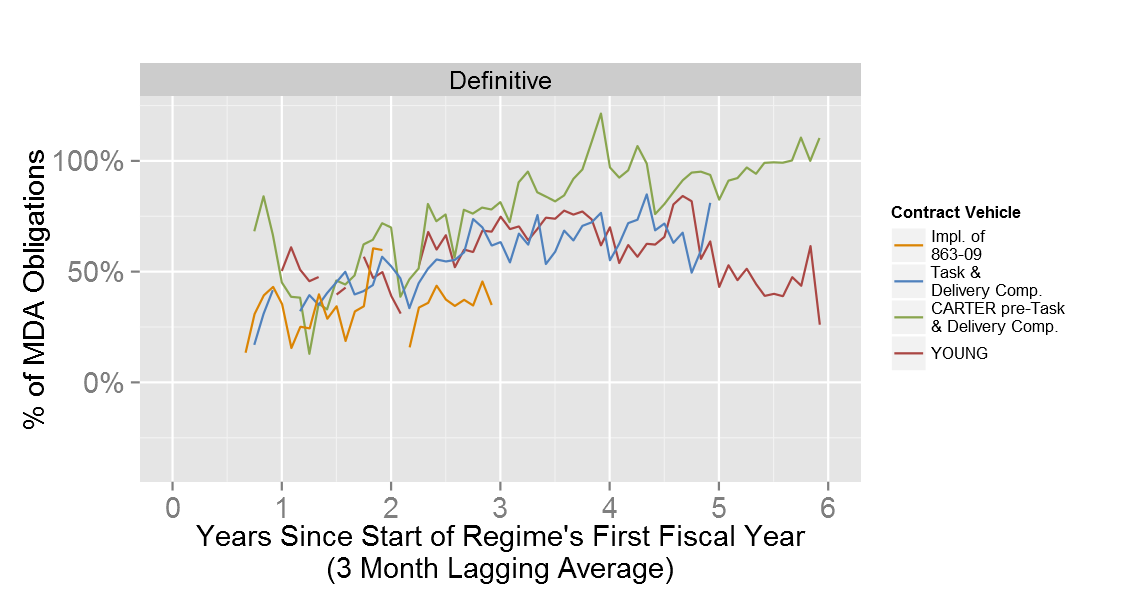 Definitive
% of MDA Obligations
100%
50%
0%
0 1 2 3 4 5 6
Years Since Start of Regime's First Fiscal Year
(3 Month Lagging Average)
Contract Vehicle
Impl. of
863-09
Task &
Delivery Comp.
CARTER pre-Task
& Delivery Comp.
YOUNG